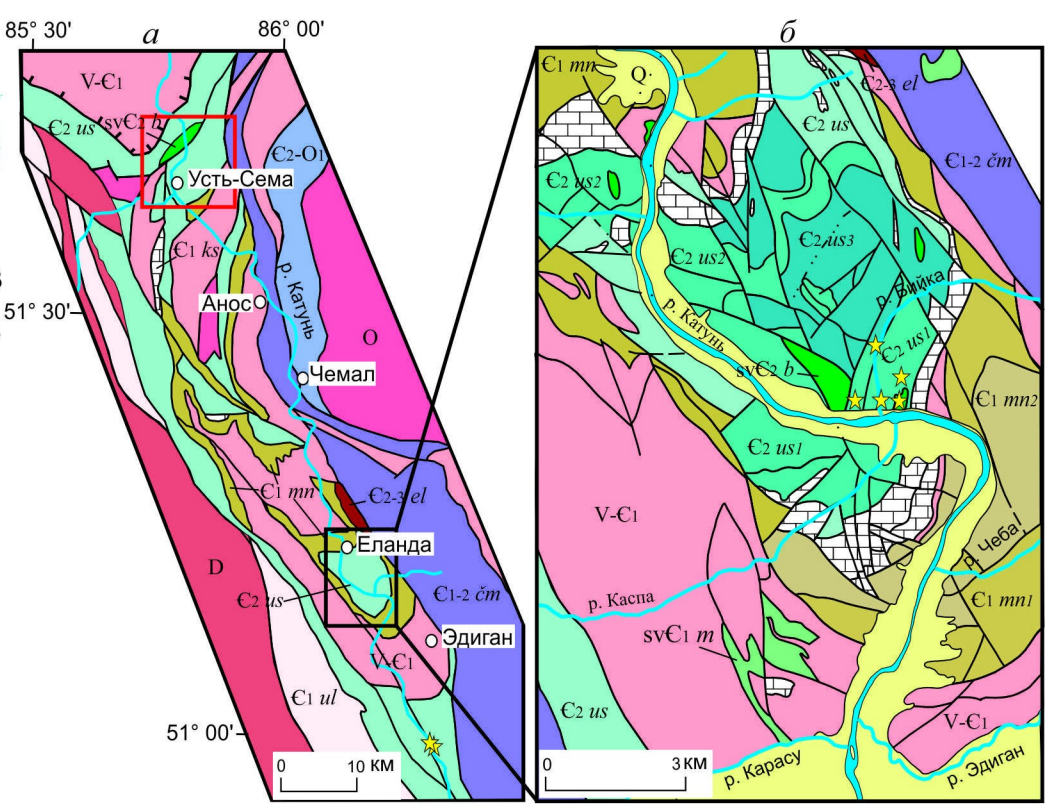 85° 30'
а
86° 00'
V-Є1
Є2 us
svЄ2 b
Є2-O1
Усть-Сема
Є1 ks
р. Катунь
Анос
51° 30'
O
Чемал
Є1 mn
Є2-3 el
D
Еланда
Є2 us
Є1-2 čm
Эдиган
V-Є1
Є1 ul
51° 00'
0 10 км
б
Є1 mn
Q
Є2-3 el
Є2 us
Є1-2 čm
Є2 us2
Є2 us3
Є2 us2
р. Бийка
р. Катунь
Є2 us1
svЄ2 b
Є1 mn2
Є2 us1
V-Є1
р. Чеба
р. Каспа
Є1 mn1
svЄ1 m
Є2 us
V-Є1
0 3 км
р. Карасу
р. Эдиган